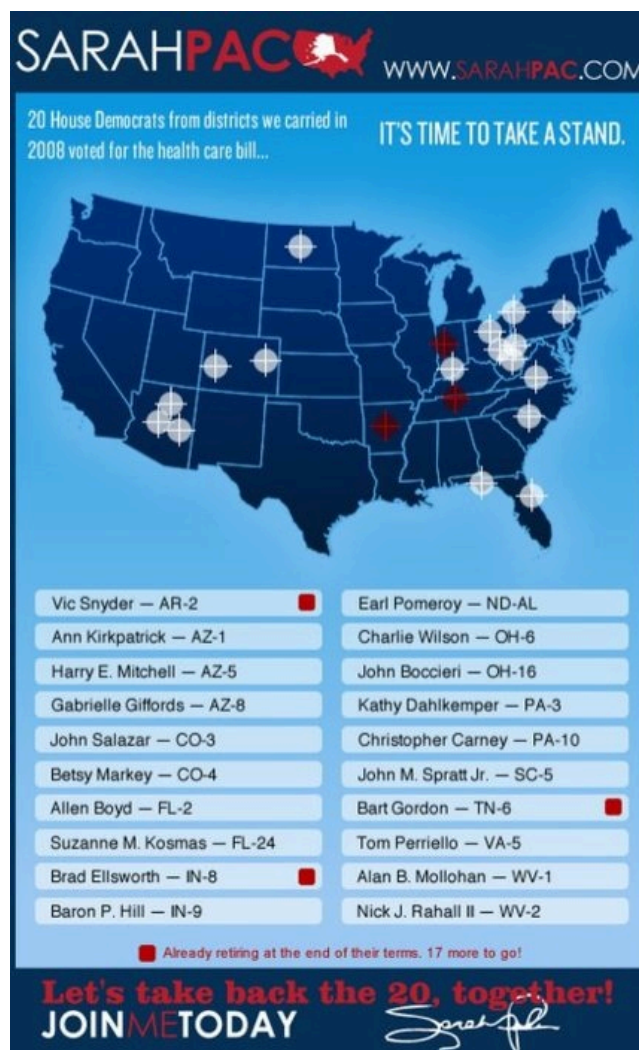 SARAHPAC
WWW.SARAHPAC.COM
20 House Democrats from districts we carried in
2008 voted for the health care bill...
IT'S TIME TO TAKE A STAND.
Vic Snyder — AR-2
Ann Kirkpatrick — AZ-1
Harry E. Mitchell — AZ-5
Gabrielle Giffords — AZ-8
John Salazar — CO-3
Betsy Markey — CO-4
Allen Boyd — FL-2
Suzanne M. Kosmas — FL-24
Brad Ellsworth — IN-8
Baron P. Hill — IN-9
Earl Pomeroy — ND-AL
Charlie Wilson — OH-6
John Boccieri — OH-16
Kathy Dahlkemper — PA-3
Christopher Carney — PA-10
John M. Spratt Jr. — SC-5
Bart Gordon — TN-6
Tom Perriello — VA-5
Alan B. Mollohan — WV-1
Nick J. Rahall II — WV-2
Already retiring at the end of their terms. 17 more to go!
Let's take back the 20, together!
JOINMETODAY